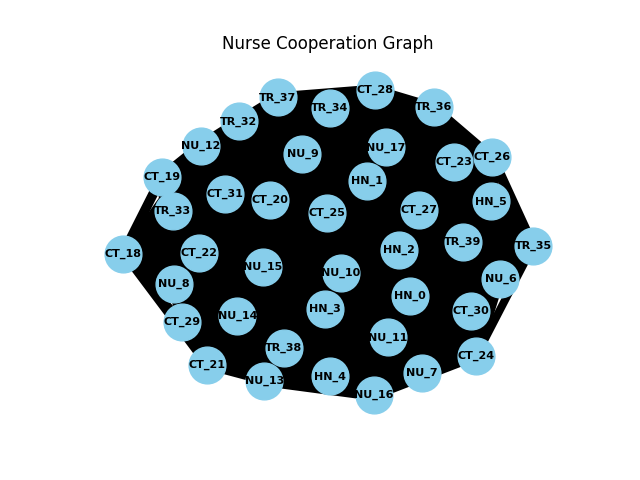 Nurse Cooperation Graph
CT_28
TR_37
TR_34
TR_36
TR_32
NU_12
NU_17
NU_9
CT_23
CT_26
CT_19
HN_1
CT_31
CT_20
HN_5
TR_33
CT_25
CT_27
TR_39
TR_35
HN_2
CT_18
CT_22
NU_15
NU_10
NU_6
NU_8
HN_0
HN_3
CT_30
NU_14
CT_29
NU_11
TR_38
CT_24
CT_21
NU_7
HN_4
NU_13
NU_16